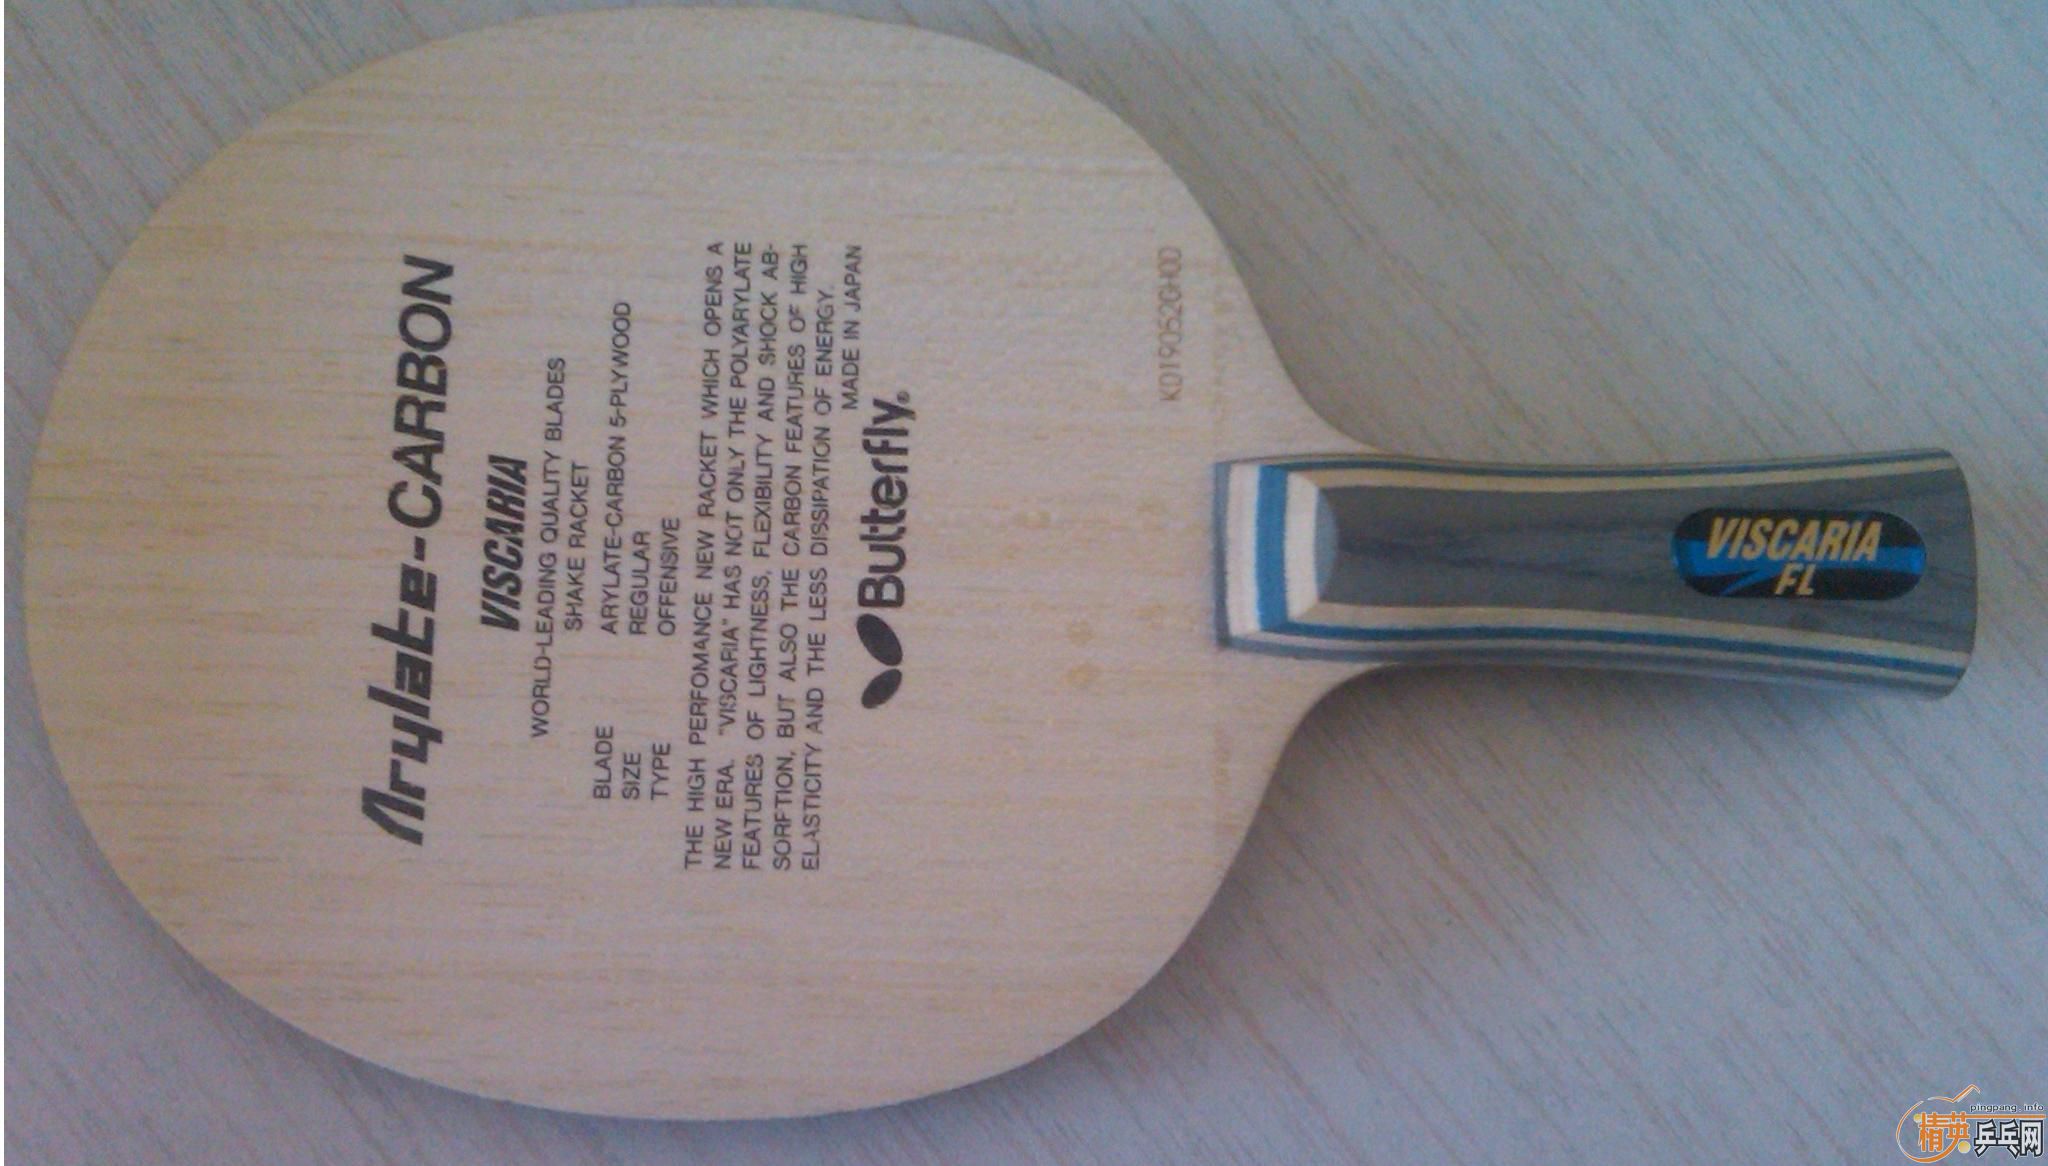 Arylate-CARBON
VISCARIA
WORLD-LEADING QUALITY BLADES
SHAKE RACKET
BLADE ARYLATE-CARBON 5-PLYWOOD
SIZE REGULAR
TYPE OFFENSIVE
THE HIGH PERFOMANCE NEW RACKET WHICH OPENS A
NEW ERA. "VISCARIA" HAS NOT ONLY THE POLYARYLATE
FEATURES OF LIGHTNESS, FLEXIBILITY AND SHOCK AB-
SORPTION, BUT ALSO THE CARBON FEATURES OF HIGH
ELASTICITY AND THE LESS DISSIPATION OF ENERGY.
MADE IN JAPAN
Butterfly®
K0190520H00
VISCARIA
FL
pingpang.info
精英乒乓网